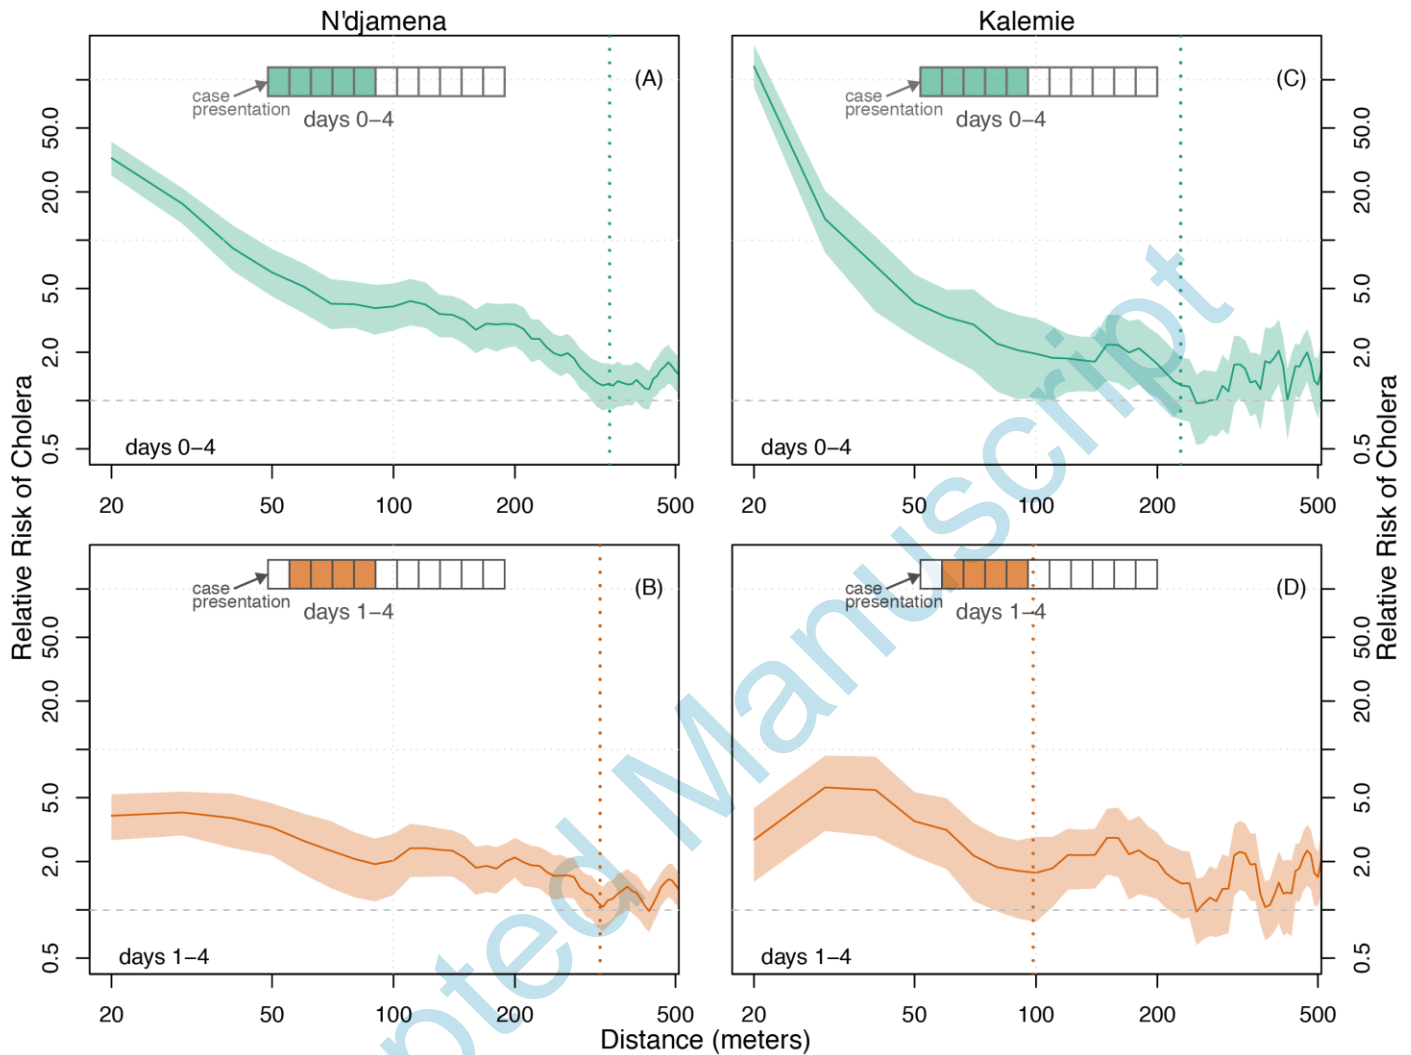 N'djamena
Kalemie
(A)
case
presentation
days 0–4
50.0
20.0
5.0
2.0
0.5
days 0–4
20
50
100
200
500
(C)
case
presentation
days 0–4
50.0
20.0
5.0
2.0
0.5
days 0–4
20
50
100
200
500
Relative Risk of Cholera
Relative Risk of Cholera
(B)
case
presentation
days 1–4
50.0
20.0
5.0
2.0
0.5
days 1–4
20
50
100
200
500
(D)
case
presentation
days 1–4
50.0
20.0
5.0
2.0
0.5
days 1–4
20
50
100
200
500
Distance (meters)
pted Manuscript